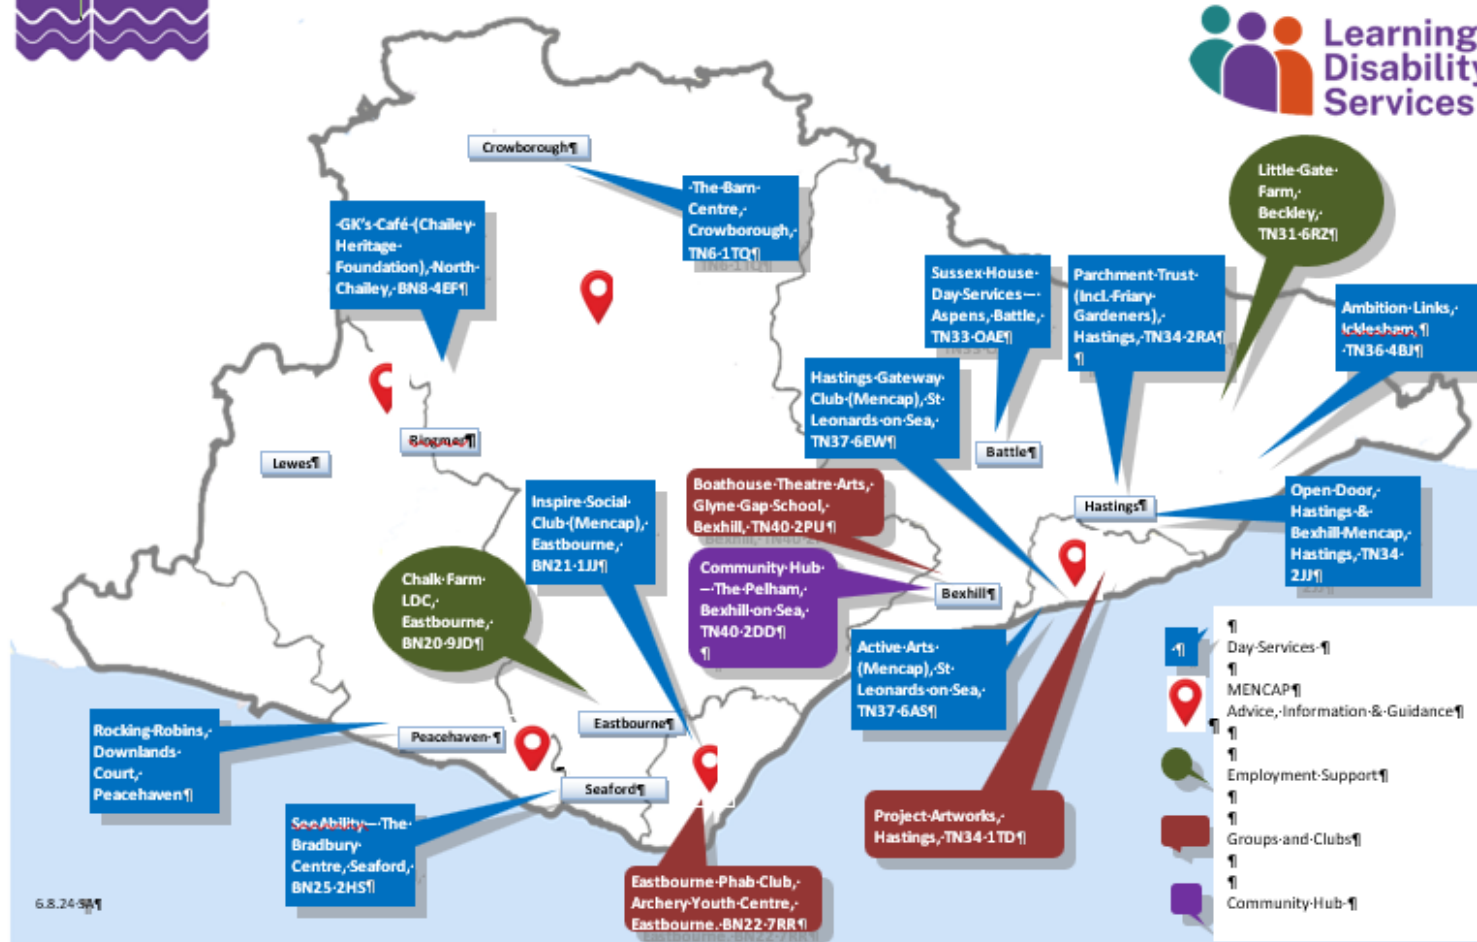 Learning
Disability
Services
Crowborough¶
·The·Barn·
Centre,·
Crowborough,·
TN6·1TQ¶
Little·Gate·
Farm,·
Beckley,·
TN31·6RZ¶
·GK's·Café·(Chailey·
Heritage·
Foundation),·North·
Chailey,·BN8·4EF¶
Sussex·House·
Day·Services·–·
Aspens,·Battle,·
TN33·OAE¶
Parchment·Trust·
(Incl.·Friary·
Gardeners),·
Hastings,·TN34·2RA¶
¶
Ambition·Links,·
Icklesham,·¶
·TN36·4BJ¶
Hastings·Gateway·
Club·(Mencap),·St·
Leonards·on·Sea,·
TN37·6EW¶
Ringmer¶
Lewes¶
Battle¶
Boathouse·Theatre·Arts,·
Glyne·Gap·School,·
Bexhill,·TN40·2PU¶
Inspire·Social·
Club·(Mencap),·
Eastbourne,·
BN21·1JJ¶
Hastings¶
Open·Door,·
Hastings·&·
Bexhill·Mencap,·
Hastings,·TN34·
2JJ¶
Chalk·Farm·
LDC,·
Eastbourne,·
BN20·9JD¶
Community·Hub·
–·The·Pelham,·
Bexhill·on·Sea,·
TN40·2DD¶
¶
Bexhill¶
Active·Arts·
(Mencap),·St·
Leonards·on·Sea,·
TN37·6AS¶
Rocking·Robins,·
Downlands·
Court,·
Peacehaven¶
Peacehaven·¶
Eastbourne¶
Seaford¶
SeeAbility·–·The·
Bradbury·
Centre,·Seaford,·
BN25·2HS¶
Project·Artworks,·
Hastings,·TN34·1TD¶
Eastbourne·Phab·Club,·
Archery·Youth·Centre,·
Eastbourne.·BN22·7RR¶
·¶
¶
Day·Services·¶
¶
MENCAP¶
Advice,·Information·&·Guidance¶
¶
¶
¶
Employment·Support¶
¶
¶
Groups·and·Clubs¶
¶
¶
Community·Hub·¶
6.8.24·SA¶